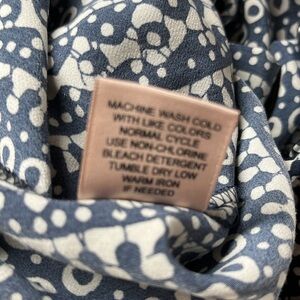 MACHINE WASH COLD
WITH LIKE COLORS
NORMAL CYCLE
USE NON-CHLORINE
BLEACH DETERGENT
TUMBLE DRY LOW
WARM IRON
IF NEEDED